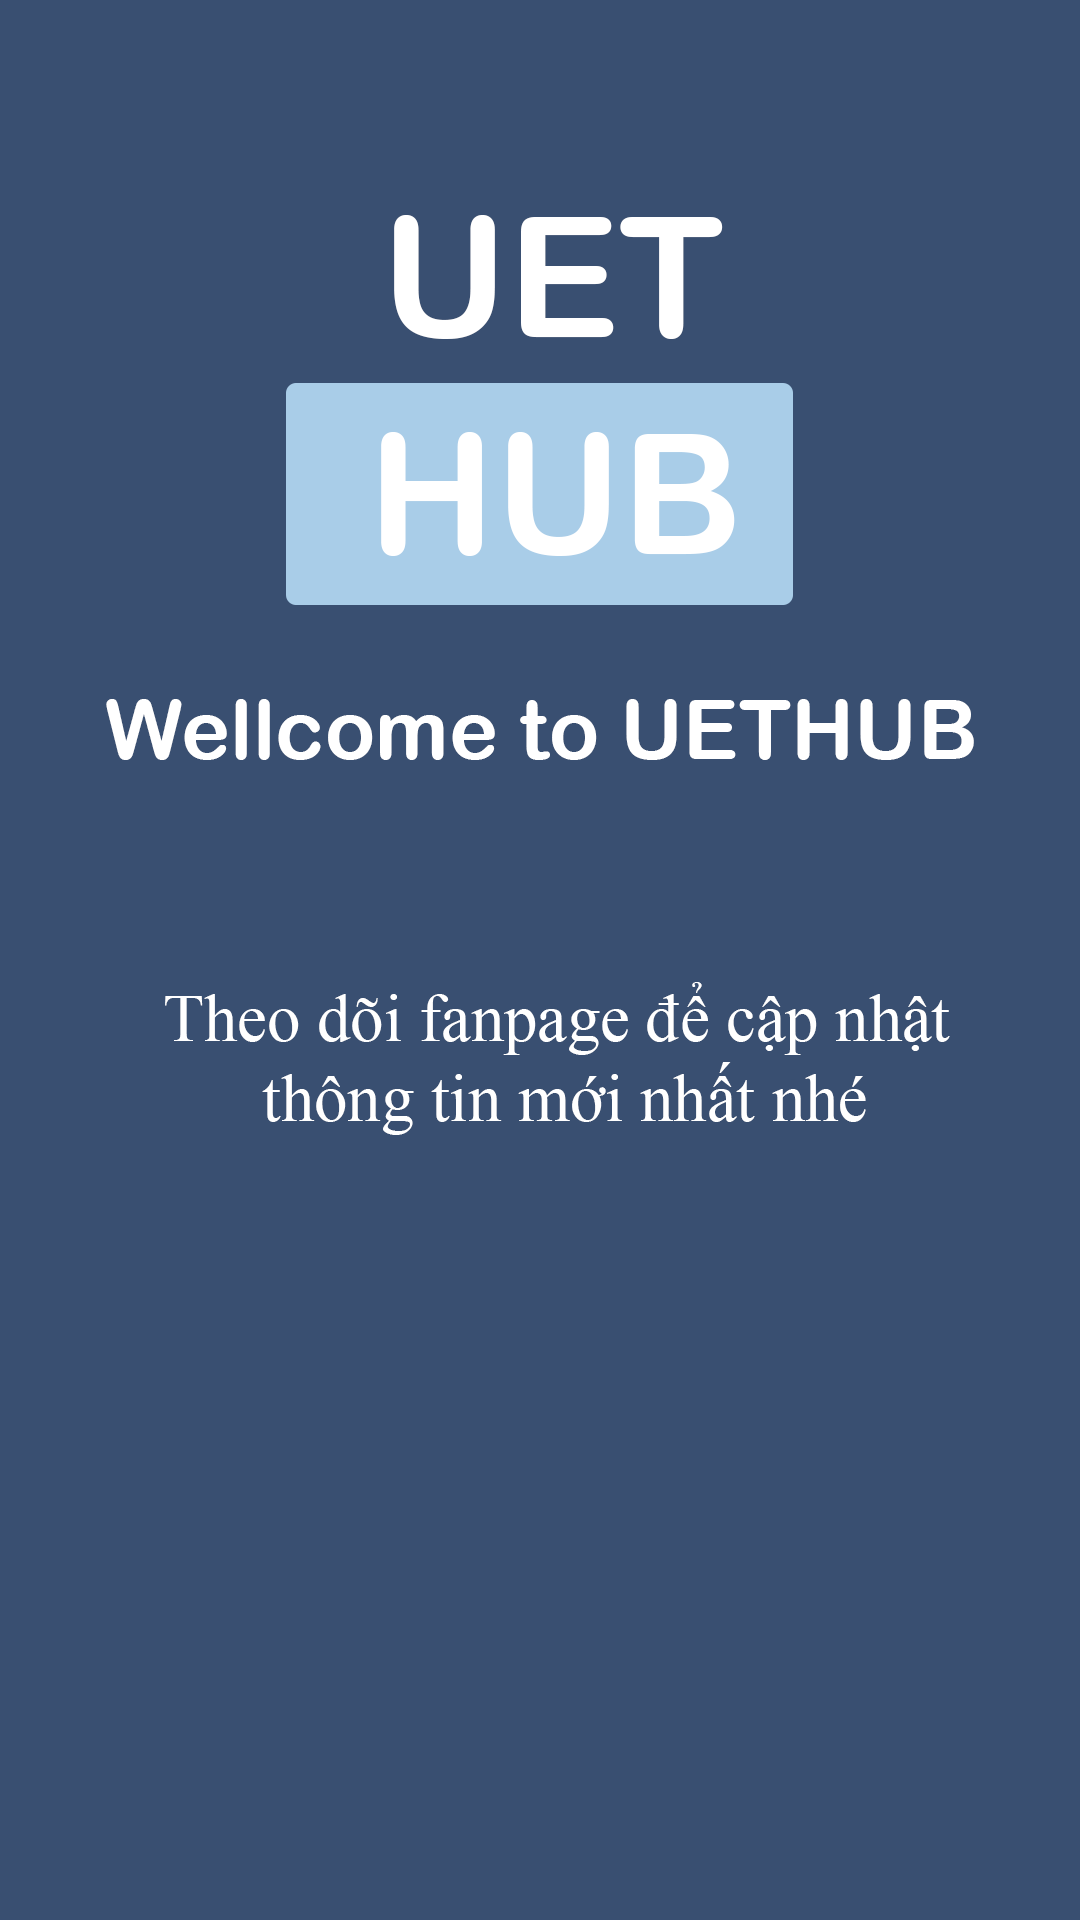 UET
HUB
Wellcome to UETHUB
Theo dõi fanpage để cập nhật
thông tin mới nhất nhé